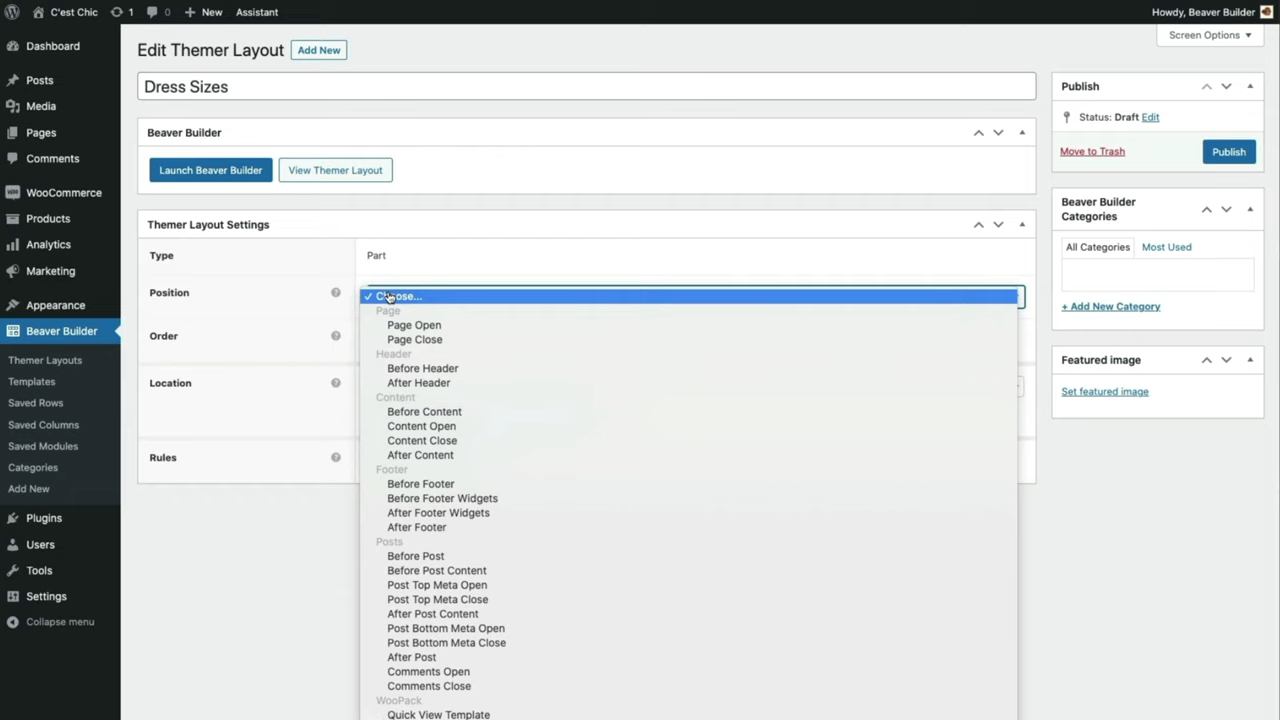 C'est Chic 1 0 New Assistant Howdy, Beaver Builder
Screen Options
Dashboard
Posts
Media
Pages
Comments
WooCommerce
Products
Analytics
Marketing
Appearance
Beaver Builder
Themer Layouts
Templates
Saved Rows
Saved Columns
Saved Modules
Categories
Add New
Plugins
Users
Tools
Settings
Collapse menu
Edit Themer Layout Add New
Dress Sizes
Beaver Builder
Launch Beaver Builder View Themer Layout
Themer Layout Settings
Type Part
Position
Order
Location
Rules
Page
Page Open
Page Close
Header
Before Header
After Header
Content
Before Content
Content Open
Content Close
After Content
Footer
Before Footer
Before Footer Widgets
After Footer Widgets
After Footer
Posts
Before Post
Before Post Content
Post Top Meta Open
Post Top Meta Close
After Post Content
Post Bottom Meta Open
Post Bottom Meta Close
After Post
Comments Open
Comments Close
WooPack
Quick View Template
Publish
Status: Draft Edit
Move to Trash Publish
Beaver Builder
Categories
All Categories Most Used
+ Add New Category
Featured image
Set featured image